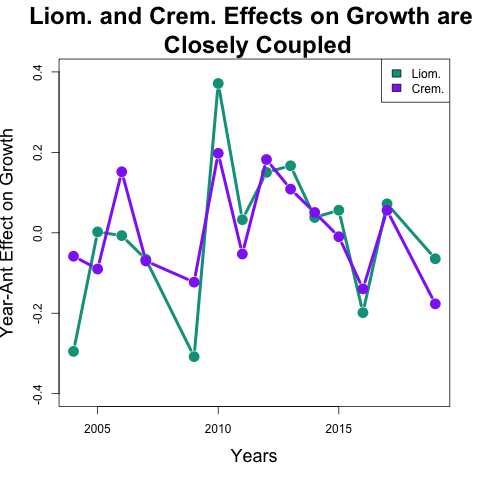 Liom. and Crem. Effects on Growth are
Closely Coupled
Liom.
Crem.
Year-Ant Effect on Growth
0.4
0.2
0.0
-0.2
-0.4
2005 2010 2015
Years